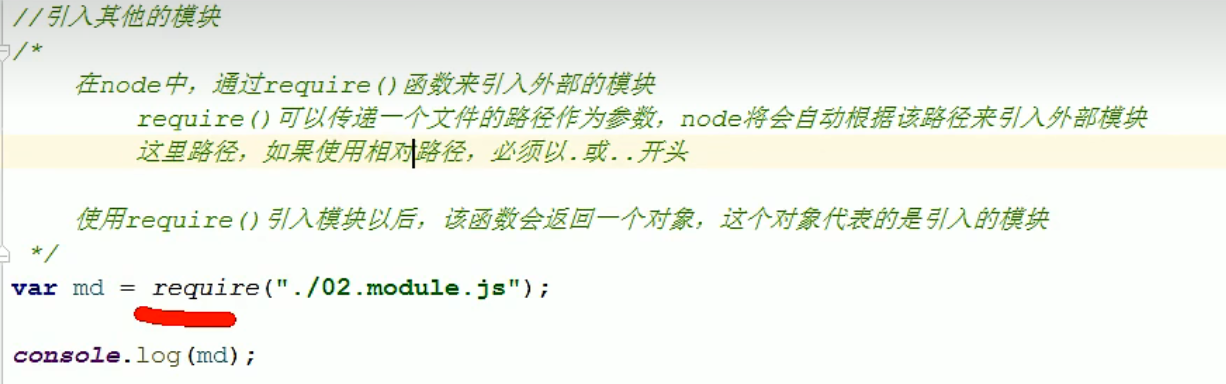 //引入其他的模块
/*
在node中，通过require()函数来引入外部的模块
require()可以传递一个文件的路径作为参数，node将会自动根据该路径来引入外部模块
这里路径，如果使用相对路径，必须以.或..开头
使用require()引入模块以后，该函数会返回一个对象，这个对象代表的是引入的模块
*/
var md = require("./02.module.js");
console.log(md);